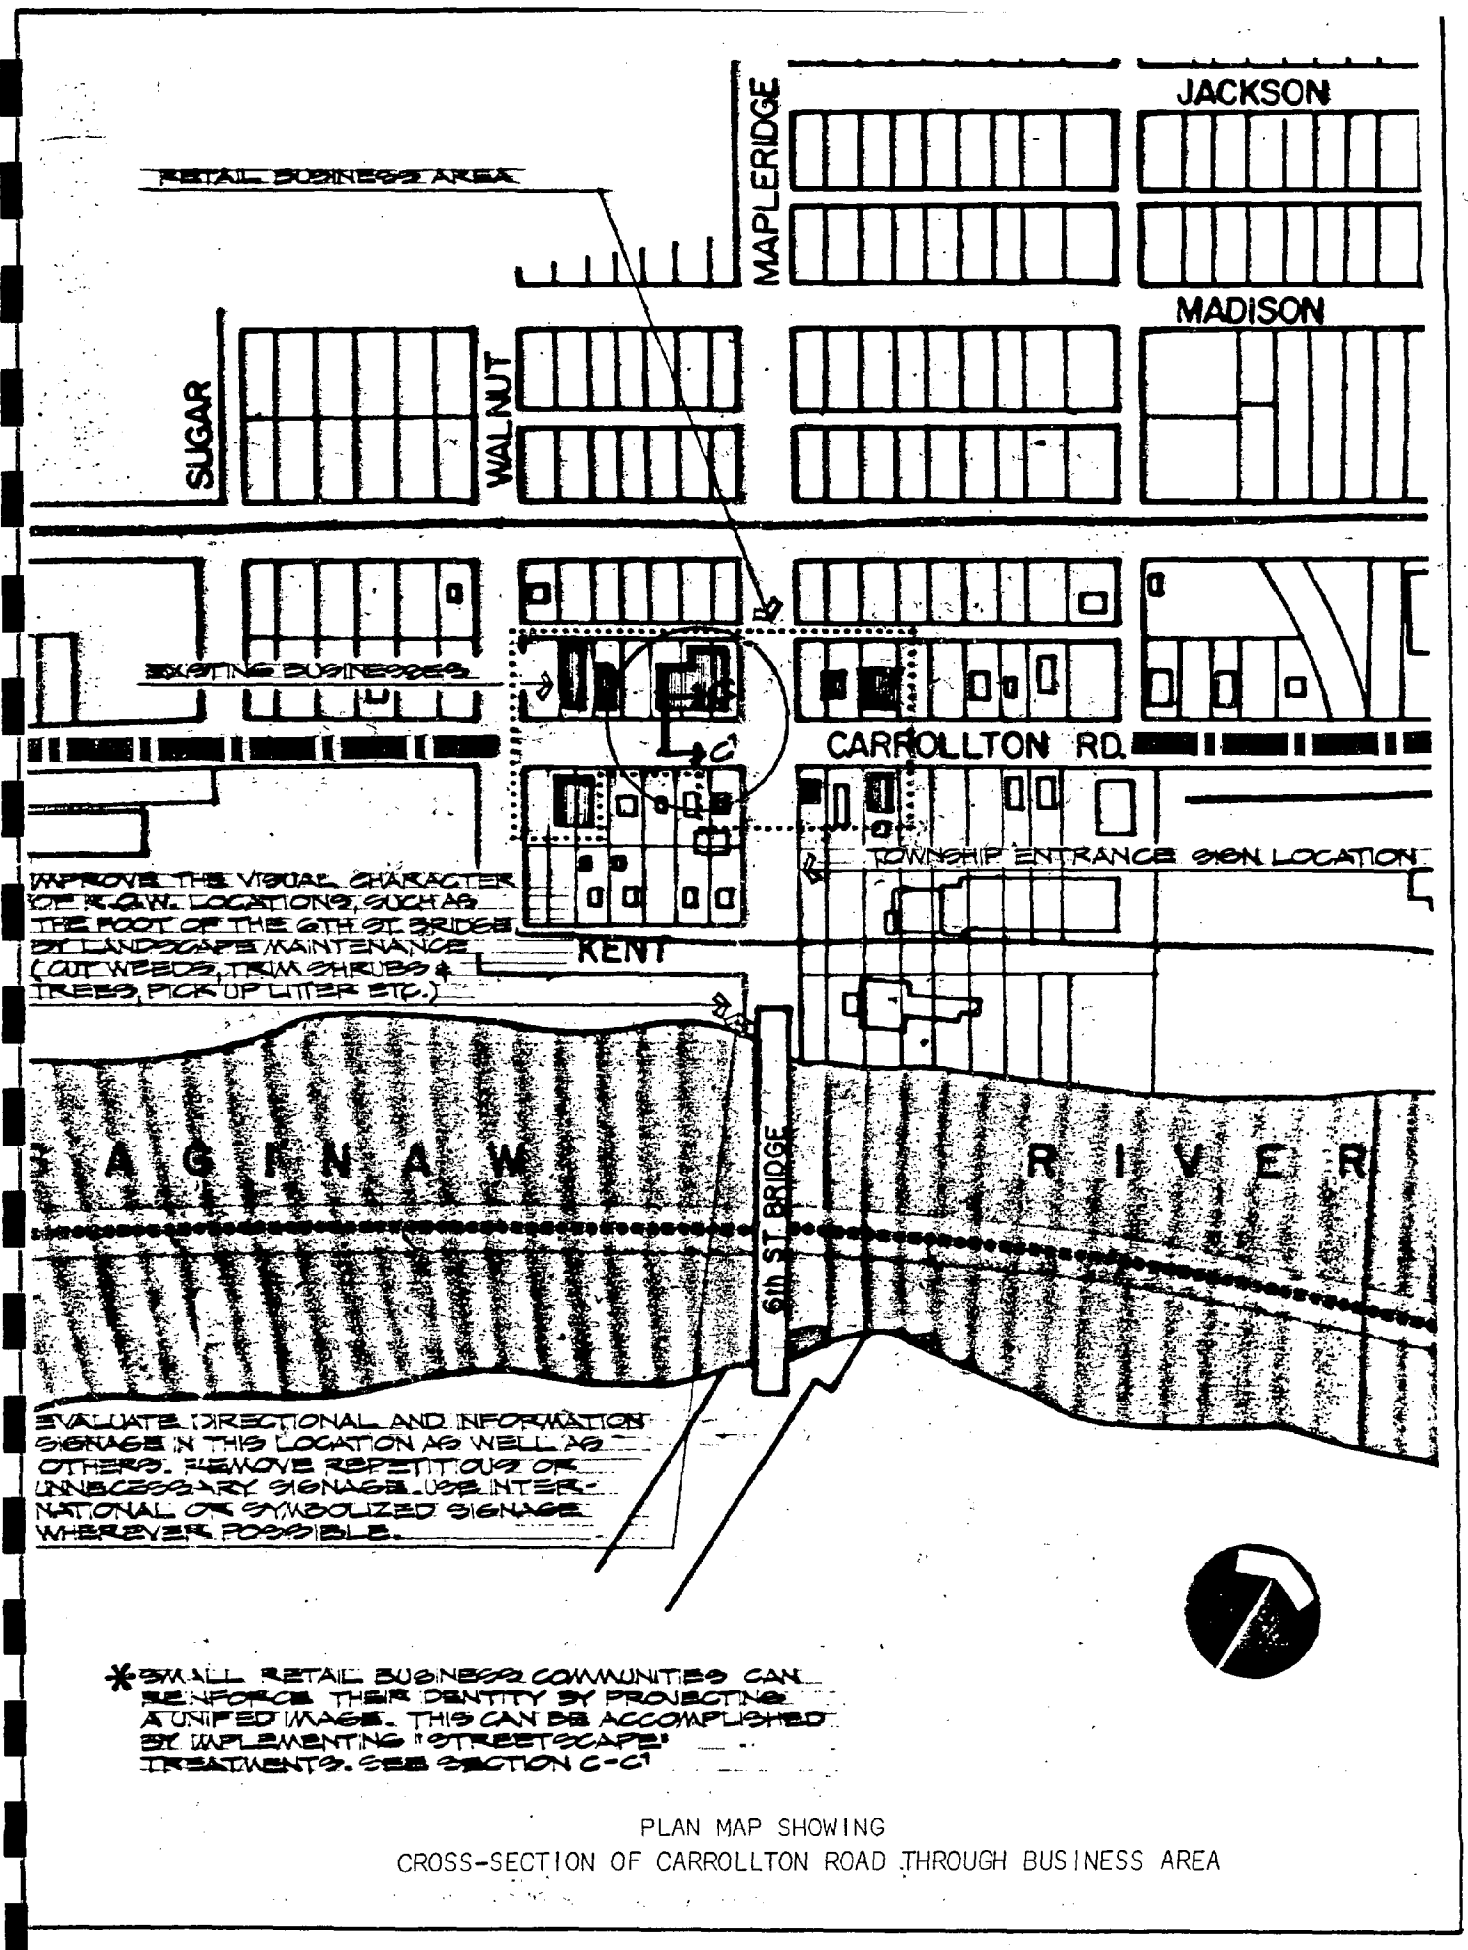 JACKSON
MAPLERIDGE
RETAIL BUSINESS AREA
MADISON
SUGAR
WALNUT
EXISTING BUSINESSES
C
C'
CARROLLTON RD.
TOWNSHIP ENTRANCE SIGN LOCATION
IMPROVE THE VISUAL CHARACTER
OF R.O.W. LOCATIONS, SUCH AS
THE FOOT OF THE 6TH ST. BRIDGE
BY LANDSCAPE MAINTENANCE
(CUT WEEDS, TRIM SHRUBS &
TREES, PICK UP LITER ETC.)
KENT
AGINAW RIVER
6th ST. BRIDGE
EVALUATE DIRECTIONAL AND INFORMATION
SIGNAGE IN THIS LOCATION AS WELL AS
OTHERS. REMOVE REPETITIOUS OR
UNNECESSARY SIGNAGE. USE INTER-
NATIONAL OR SYMBOLIZED SIGNAGE
WHEREVER POSSIBLE.
* SMALL RETAIL BUSINESS COMMUNITIES CAN
REINFORCE THEIR IDENTITY BY PROJECTING
A UNIFED IMAGE. THIS CAN BE ACCOMPLISHED
BY IMPLEMENTING "STREETSCAPE"
TREATMENTS. SEE SECTION C-C'
PLAN MAP SHOWING
CROSS-SECTION OF CARROLLTON ROAD THROUGH BUSINESS AREA